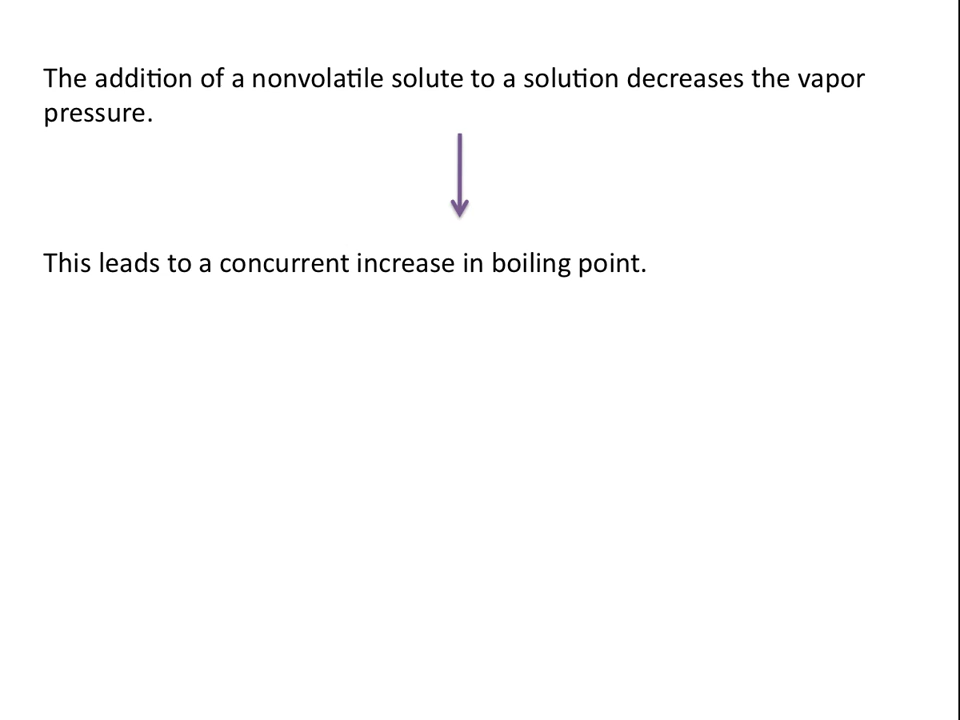 The addition of a nonvolatile solute to a solution decreases the vapor
pressure.
This leads to a concurrent increase in boiling point.